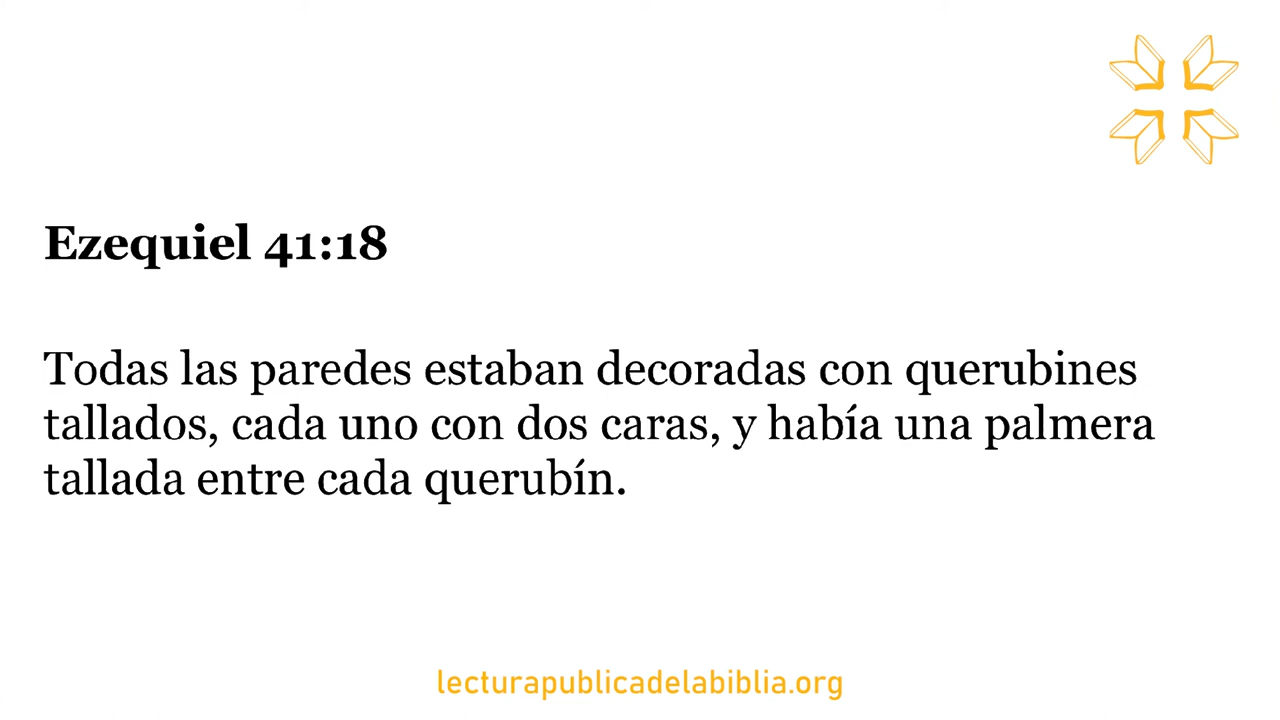 Ezequiel 41:18
Todas las paredes estaban decoradas con querubines
tallados, cada uno con dos caras, y había una palmera
tallada entre cada querubín.
lecturapublicadelabiblia.org